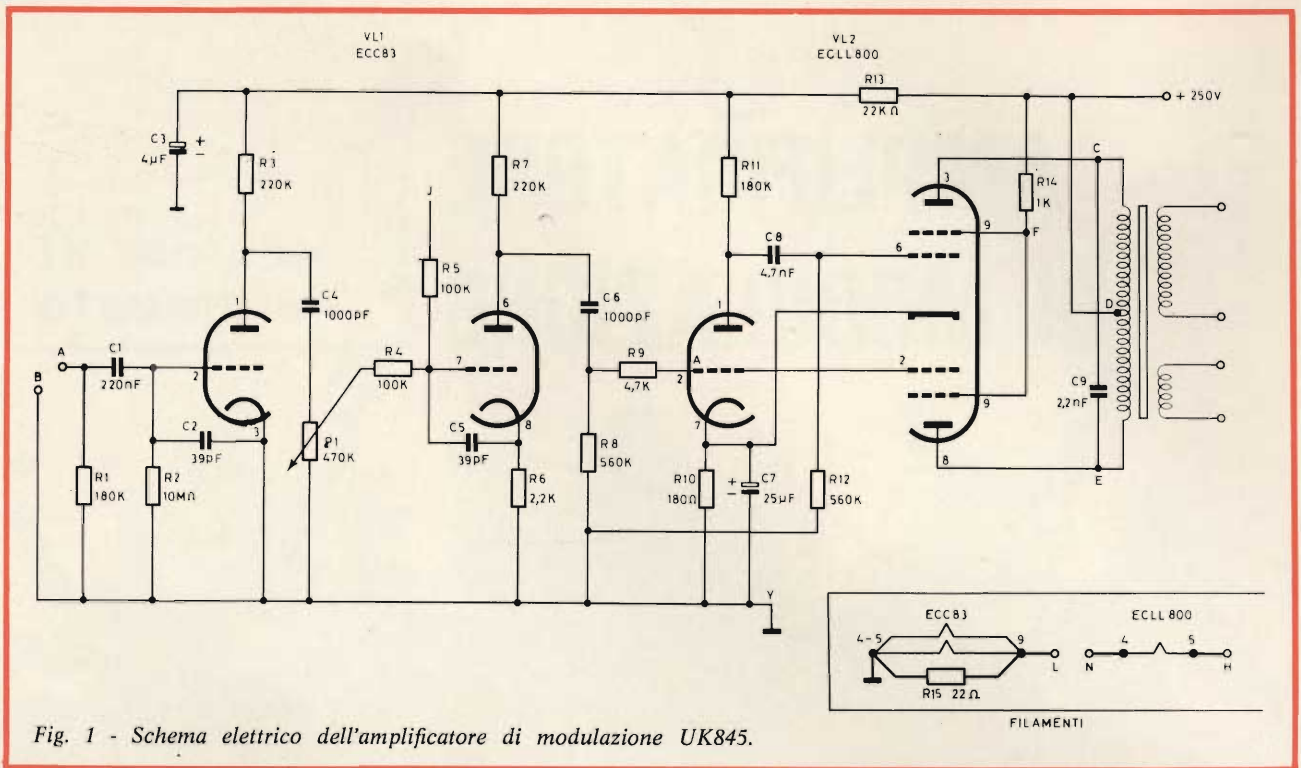 VL1
ECC83
VL2
ECLL800
R13
22KΩ
+ 250V
C3
4µF
+
-
R3
220K
R7
220K
R11
180K
C8
4,7nF
3
C
R14
1K
9
F
6
J
R5
100K
C4
1000pF
C6
1000pF
1
6
1
D
A
C1
220nF
2
R4
100K
7
R9
4,7K
A
2
2
9
C9
2,2nF
B
C2
39pF
3
P1
470K
C5
39pF
8
R8
560K
7
8
E
R1
180K
R2
10MΩ
R6
2,2K
R10
180Ω
+
-
C7
25µF
R12
560K
Y
ECC83
ECLL800
4-5
9
L
N
4
5
H
R15 22Ω
FILAMENTI
Fig. 1 - Schema elettrico dell'amplificatore di modulazione UK845.